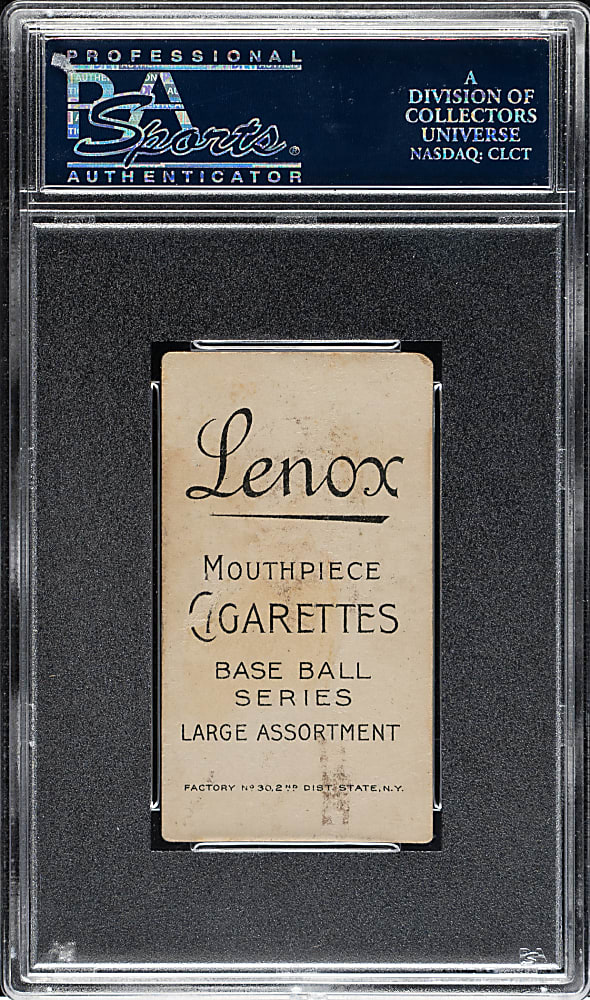 PROFESSIONAL
PSA
Sports®
AUTHENTICATOR
A
DIVISION OF
COLLECTORS
UNIVERSE
NASDAQ: CLCT
Lenox
MOUTHPIECE
CIGARETTES
BASE BALL
SERIES
LARGE ASSORTMENT
FACTORY Nº 30, 2ND DIST. STATE, N.Y.
PSA